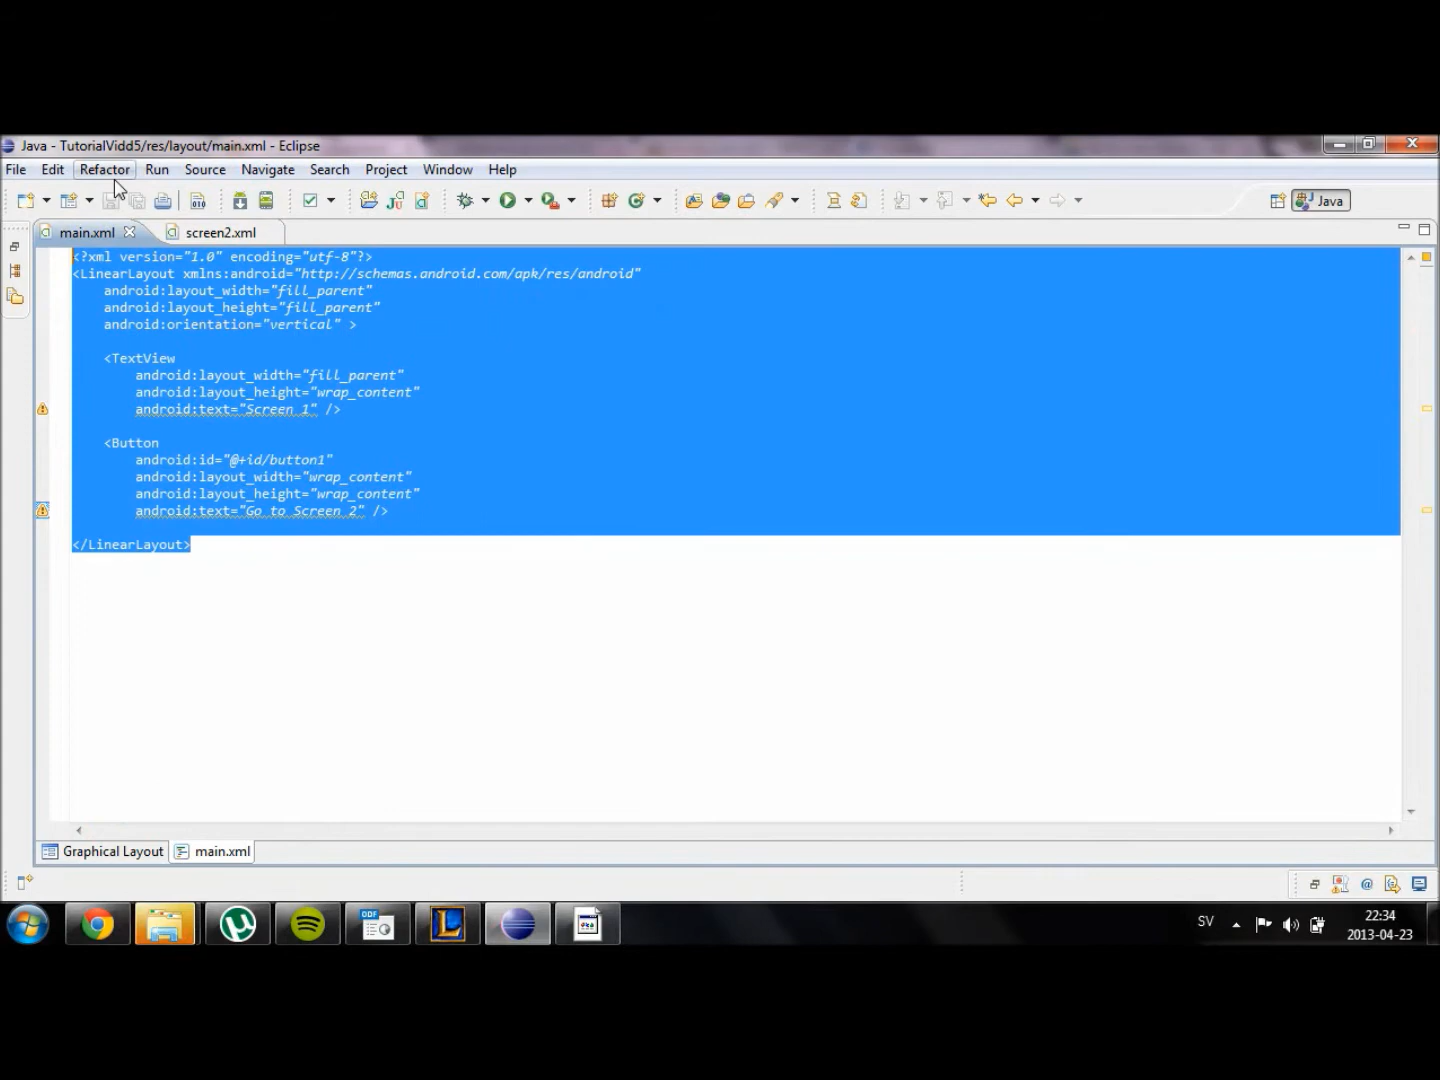 Java - TutorialVidd5/res/layout/main.xml - Eclipse
File Edit Refactor Run Source Navigate Search Project Window Help
Java
main.xml screen2.xml
<?xml version="1.0" encoding="utf-8"?>
<LinearLayout xmlns:android="http://schemas.android.com/apk/res/android"
android:layout_width="fill_parent"
android:layout_height="fill_parent"
android:orientation="vertical" >
<TextView
android:layout_width="fill_parent"
android:layout_height="wrap_content"
android:text="Screen 1" />
<Button
android:id="@+id/button1"
android:layout_width="wrap_content"
android:layout_height="wrap_content"
android:text="Go to Screen 2" />
</LinearLayout>
Graphical Layout main.xml
ODF
SV
22:34
2013-04-23